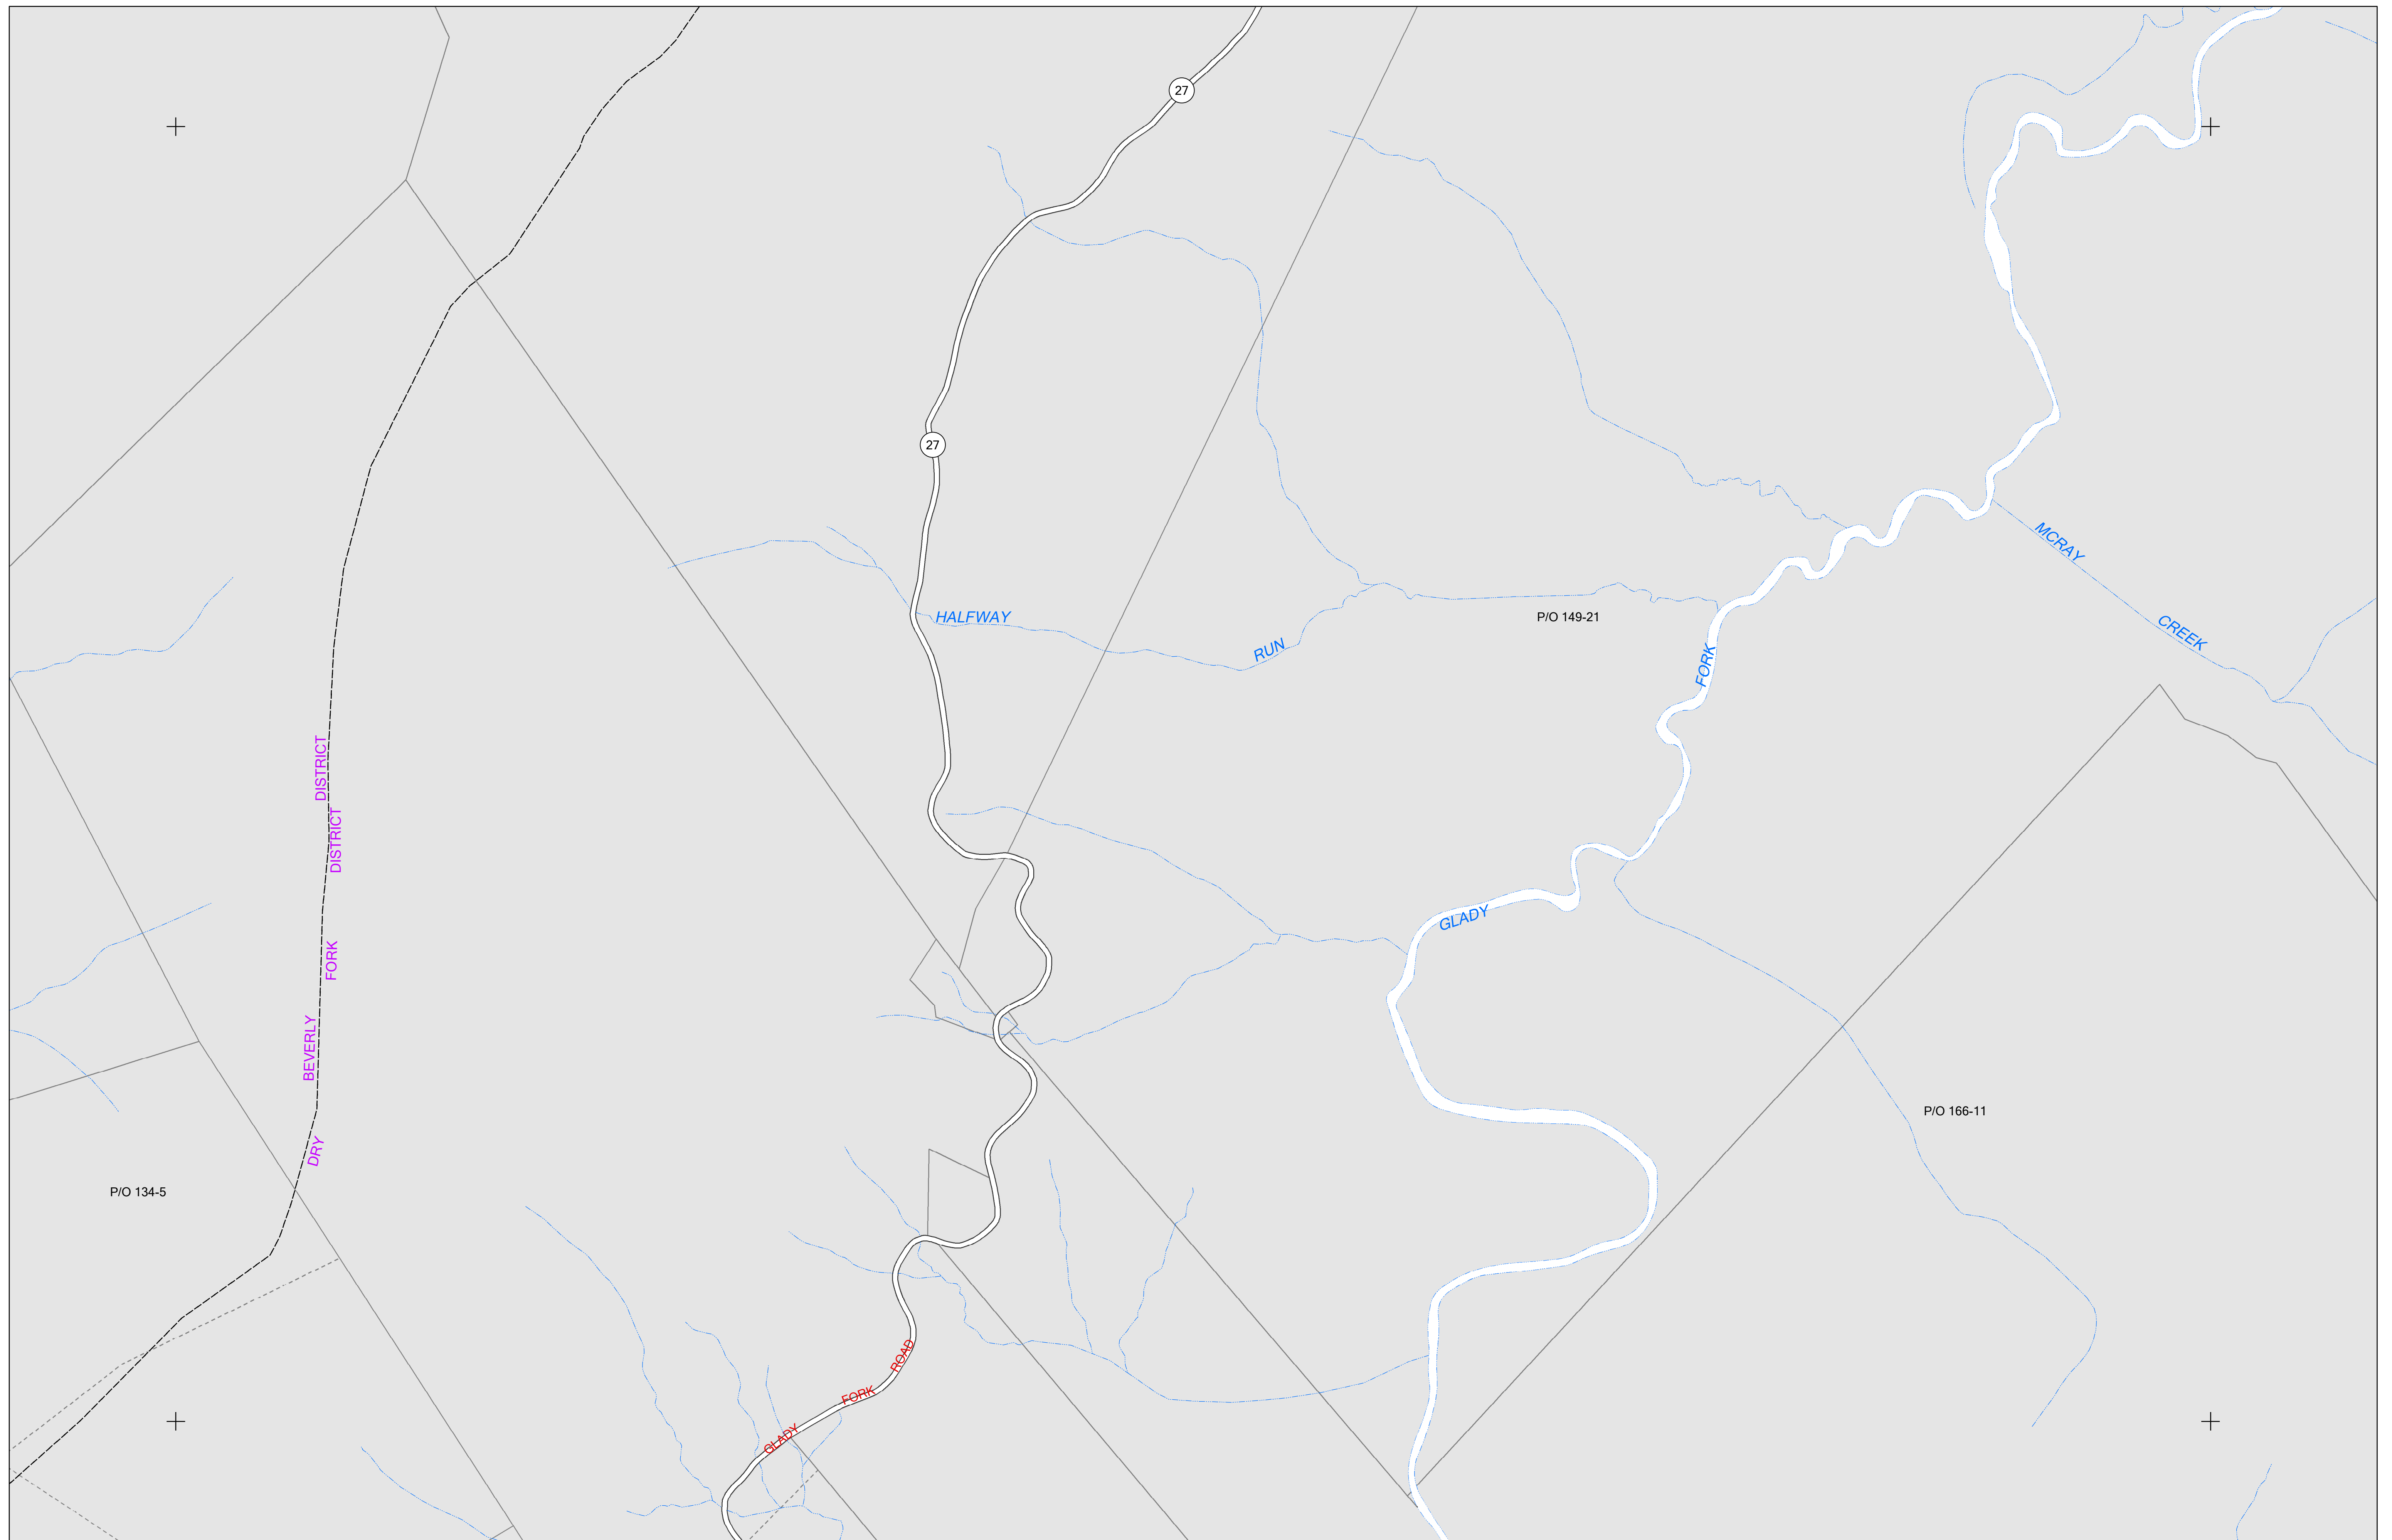 27
27
MCRAY CREEK
HALFWAY RUN
P/O 149-21
GLADY FORK
BEVERLY DISTRICT
DRY FORK DISTRICT
P/O 166-11
P/O 134-5
GLADY FORK ROAD